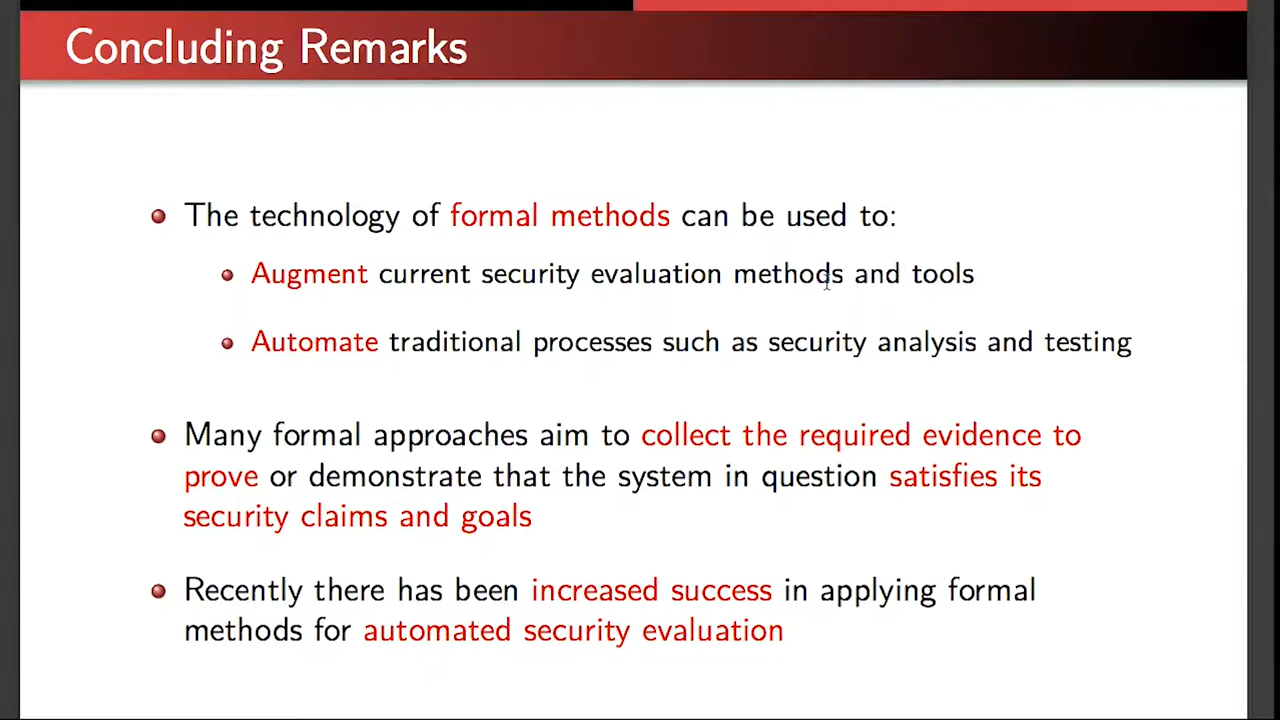 Concluding Remarks
The technology of formal methods can be used to:
Augment current security evaluation methods and tools
Automate traditional processes such as security analysis and testing
Many formal approaches aim to collect the required evidence to
prove or demonstrate that the system in question satisfies its
security claims and goals
Recently there has been increased success in applying formal
methods for automated security evaluation